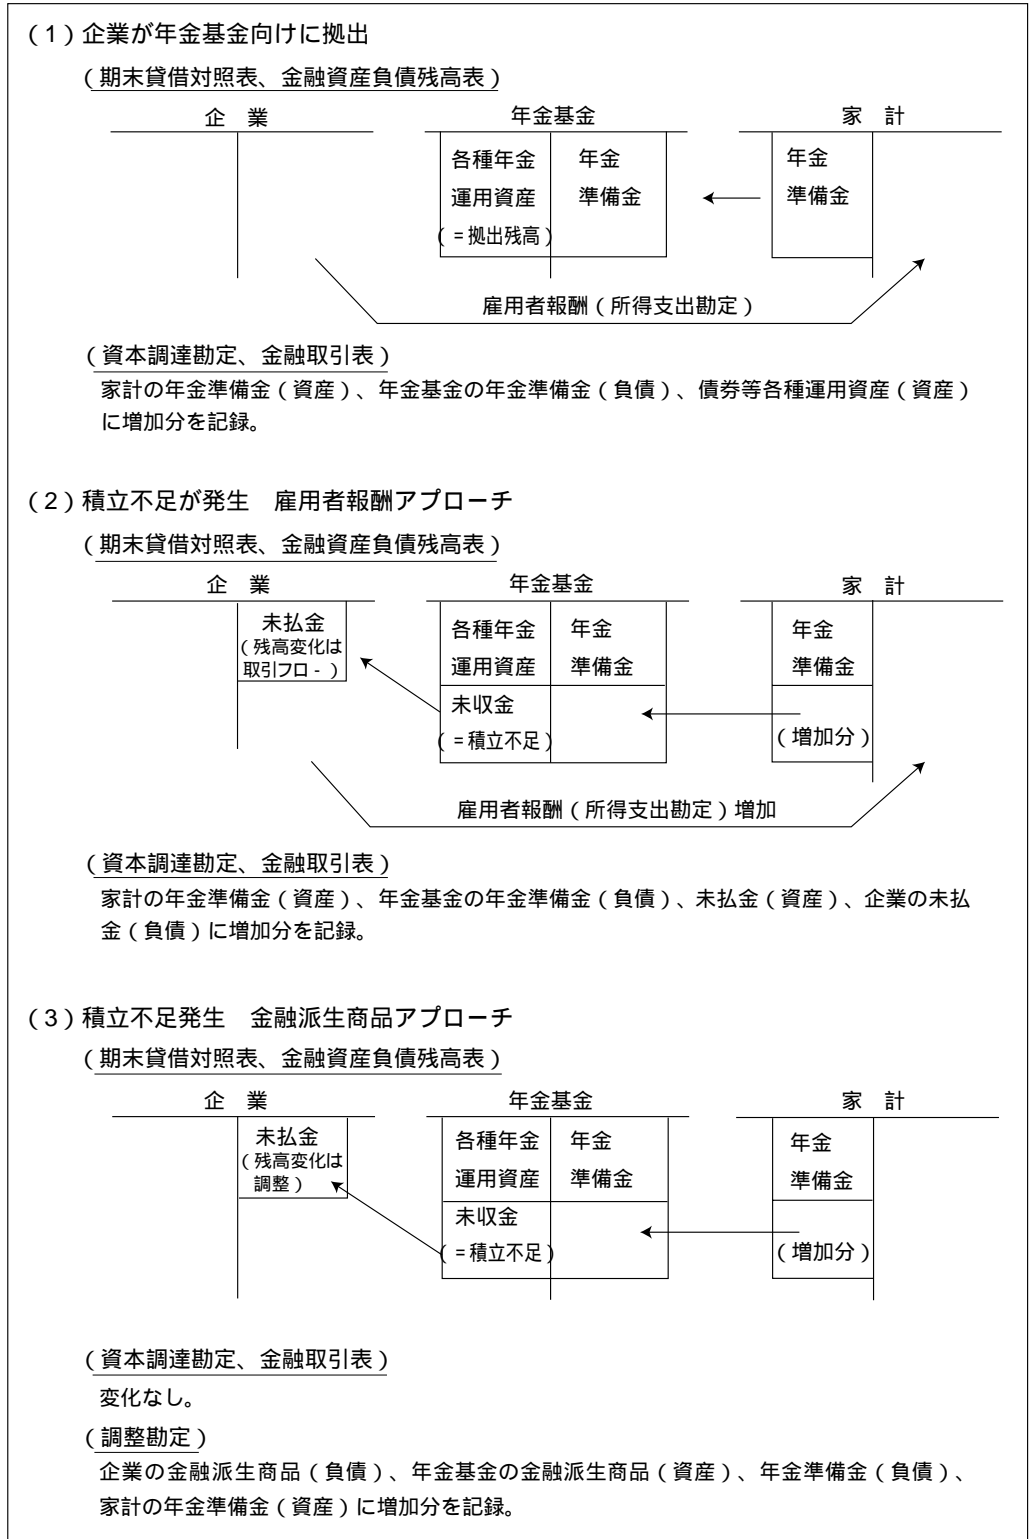 （1）企業が年金基金向けに拠出
（期末貸借対照表、金融資産負債残高表）
企　業　年金基金　家　計
各種年金　年金　年金
運用資産　準備金　準備金
（＝拠出残高）
雇用者報酬（所得支出勘定）
（資本調達勘定、金融取引表）
家計の年金準備金（資産）、年金基金の年金準備金（負債）、債券等各種運用資産（資産）
に増加分を記録。
（2）積立不足が発生　雇用者報酬アプローチ
（期末貸借対照表、金融資産負債残高表）
企　業　年金基金　家　計
未払金　各種年金　年金　年金
（残高変化は
取引フロ‐）　運用資産　準備金　準備金
未収金
（＝積立不足）　（増加分）
雇用者報酬（所得支出勘定）増加
（資本調達勘定、金融取引表）
家計の年金準備金（資産）、年金基金の年金準備金（負債）、未払金（資産）、企業の未払
金（負債）に増加分を記録。
（3）積立不足発生　金融派生商品アプローチ
（期末貸借対照表、金融資産負債残高表）
企　業　年金基金　家　計
未払金　各種年金　年金　年金
（残高変化は
調整）　運用資産　準備金　準備金
未収金
（＝積立不足）　（増加分）
（資本調達勘定、金融取引表）
変化なし。
（調整勘定）
企業の金融派生商品（負債）、年金基金の金融派生商品（資産）、年金準備金（負債）、
家計の年金準備金（資産）に増加分を記録。